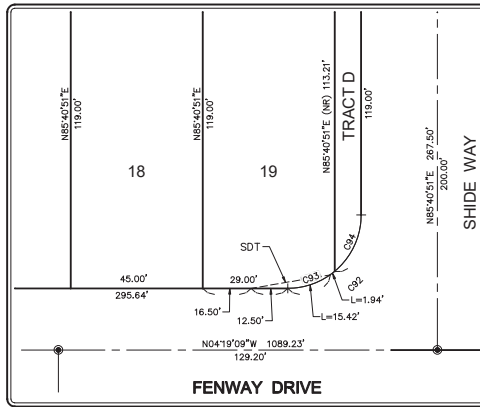 N85°40'51"E
119.00'
N85°40'51"E
119.00'
N85°40'51"E (NR) 113.21'
TRACT D
119.00'
N85°40'51"E 267.50'
200.00'
SHIDE WAY
18
19
SDT
C94
C93
C92
45.00'
295.64'
29.00'
16.50'
12.50'
L=1.94'
L=15.42'
N04°19'09"W 1089.23'
129.20'
FENWAY DRIVE